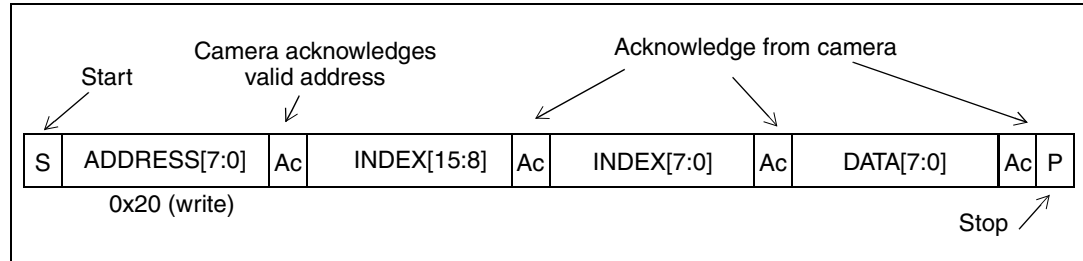 Camera acknowledges
valid address
Acknowledge from camera
Start
S ADDRESS[7:0] Ac INDEX[15:8] Ac INDEX[7:0] Ac DATA[7:0] Ac P
0x20 (write)
Stop